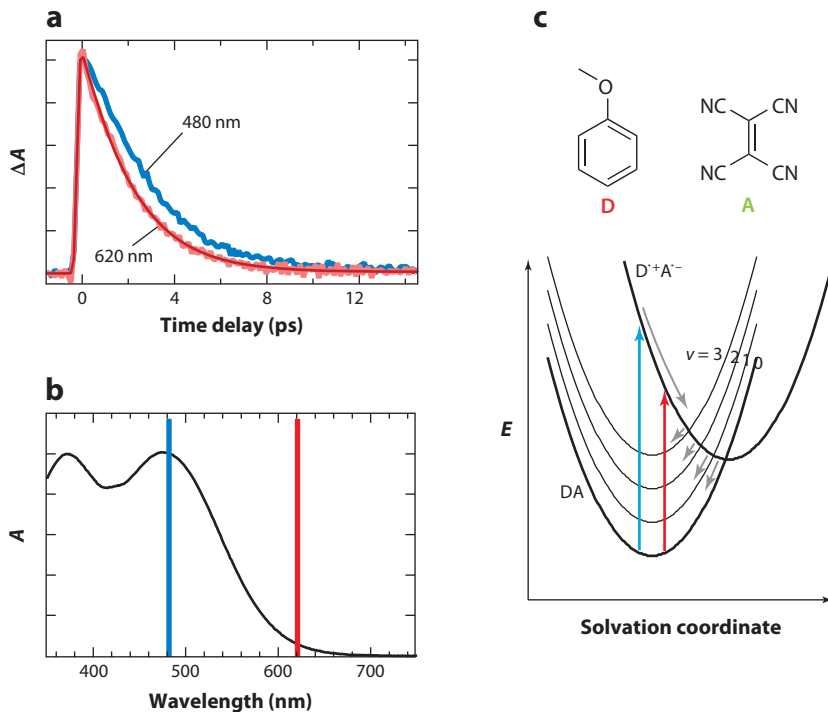 a
ΔA
480 nm
620 nm
0 4 8 12
Time delay (ps)
b
A
400 500 600 700
Wavelength (nm)
c
O
D
NC CN
NC CN
A
D·+A·–
v = 3 2 1 0
E
DA
Solvation coordinate